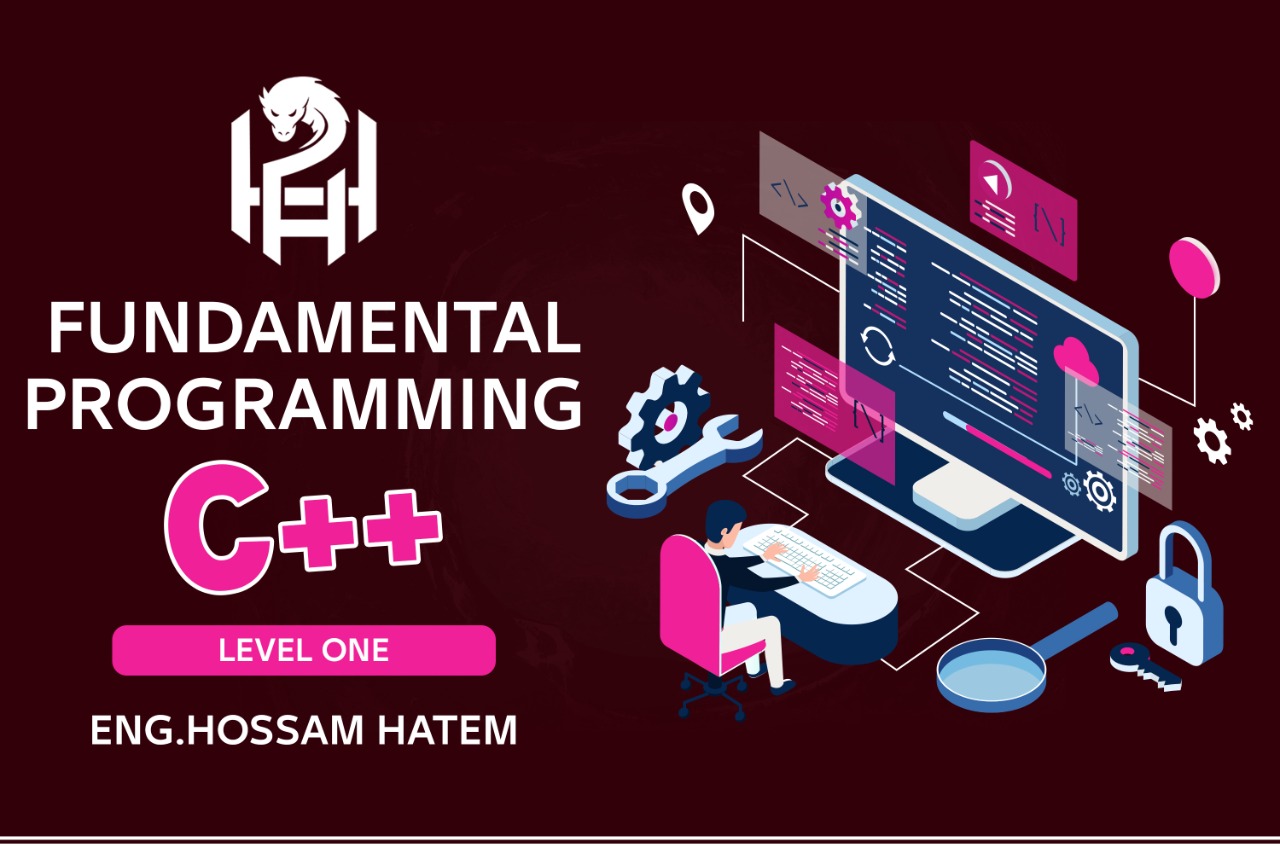 FUNDAMENTAL
PROGRAMMING
C++
LEVEL ONE
ENG.HOSSAM HATEM